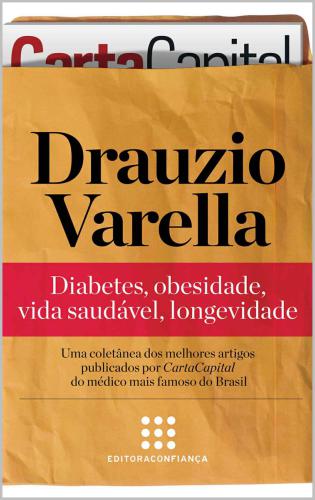 CartaCapital
Drauzio
Varella
Diabetes, obesidade,
vida saudável, longevidade
Uma coletânea dos melhores artigos
publicados por CartaCapital
do médico mais famoso do Brasil
EDITORACONFIANÇA